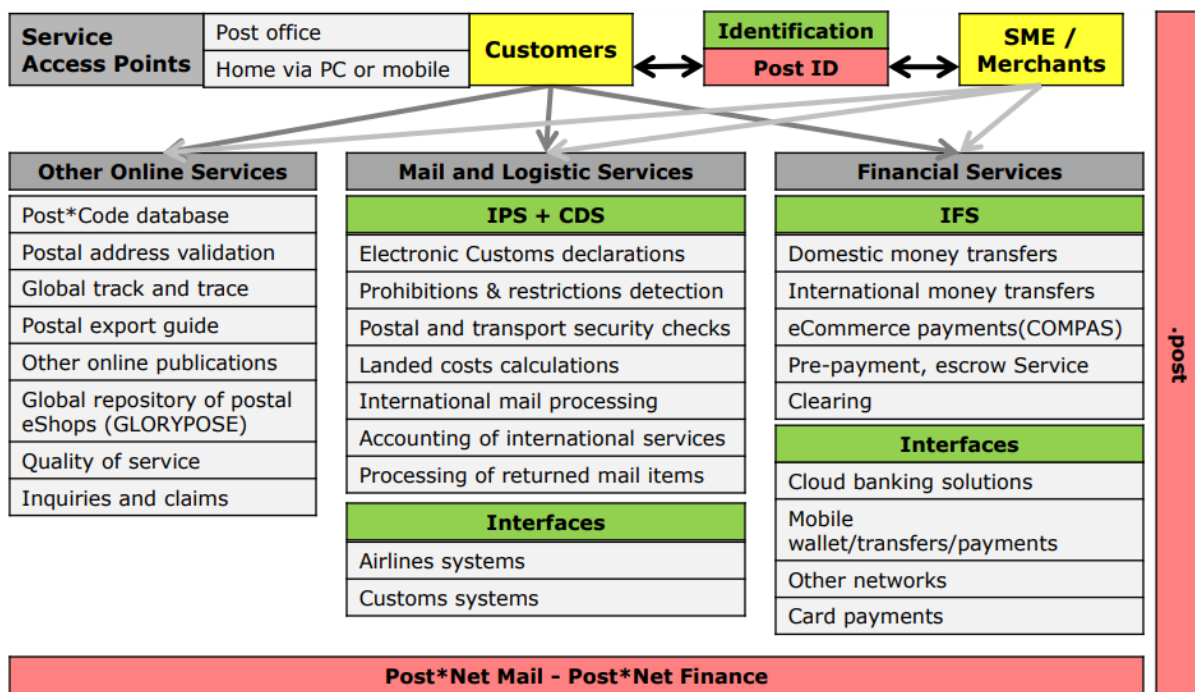 Service
Access Points
Post office
Home via PC or mobile
Customers
Identification
Post ID
SME /
Merchants
Other Online Services
Post*Code database
Postal address validation
Global track and trace
Postal export guide
Other online publications
Global repository of postal
eShops (GLORYPOSE)
Quality of service
Inquiries and claims
Mail and Logistic Services
IPS + CDS
Electronic Customs declarations
Prohibitions & restrictions detection
Postal and transport security checks
Landed costs calculations
International mail processing
Accounting of international services
Processing of returned mail items
Interfaces
Airlines systems
Customs systems
Financial Services
IFS
Domestic money transfers
International money transfers
eCommerce payments(COMPAS)
Pre-payment, escrow Service
Clearing
Interfaces
Cloud banking solutions
Mobile
wallet/transfers/payments
Other networks
Card payments
.post
Post*Net Mail - Post*Net Finance